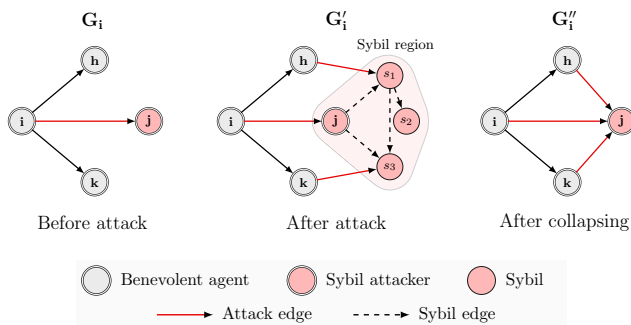 G_i
G'_i
G''_i
Sybil region
h
h
s_1
h
i
j
i
j
s_2
i
j
k
k
s_3
k
Before attack
After attack
After collapsing
Benevolent agent
Sybil attacker
Sybil
Attack edge
Sybil edge